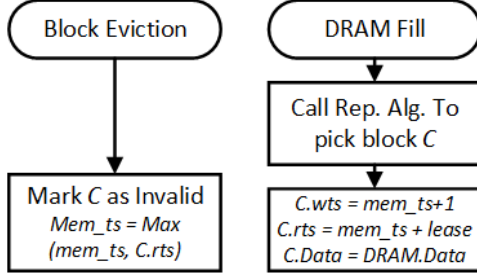 Block Eviction
Mark C as Invalid
Mem_ts = Max
(mem_ts, C.rts)
DRAM Fill
Call Rep. Alg. To
pick block C
C.wts = mem_ts+1
C.rts = mem_ts + lease
C.Data = DRAM.Data